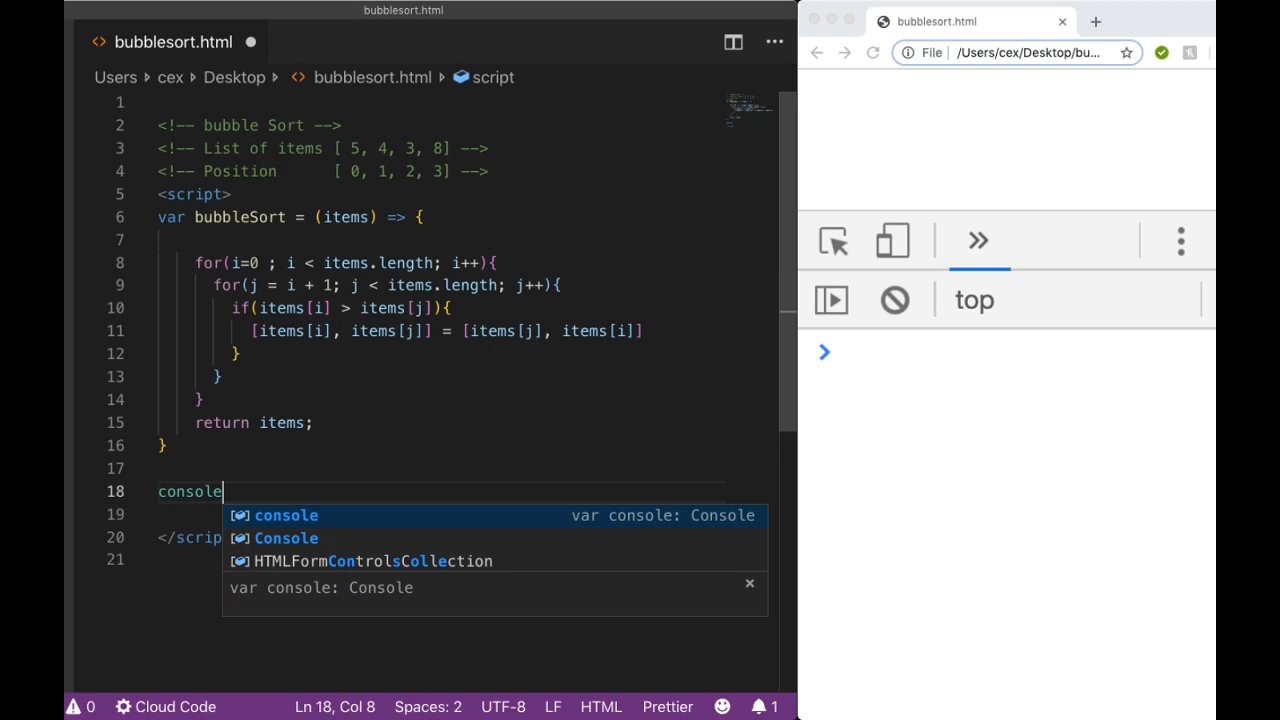 bubblesort.html
bubblesort.html
Users cex Desktop bubblesort.html script
1
2 <!-- bubble Sort -->
3 <!-- List of items [ 5, 4, 3, 8] -->
4 <!-- Position [ 0, 1, 2, 3] -->
5 <script>
6 var bubbleSort = (items) => {
7
8 for(i=0 ; i < items.length; i++){
9 for(j = i + 1; j < items.length; j++){
10 if(items[i] > items[j]){
11 [items[i], items[j]] = [items[j], items[i]]
12 }
13 }
14 }
15 return items;
16 }
17
18 console
19
20 </scrip
21
console var console: Console
Console
HTMLFormControlsCollection
var console: Console
0 Cloud Code Ln 18, Col 8 Spaces: 2 UTF-8 LF HTML Prettier 1
bubblesort.html
File | /Users/cex/Desktop/bu...
top